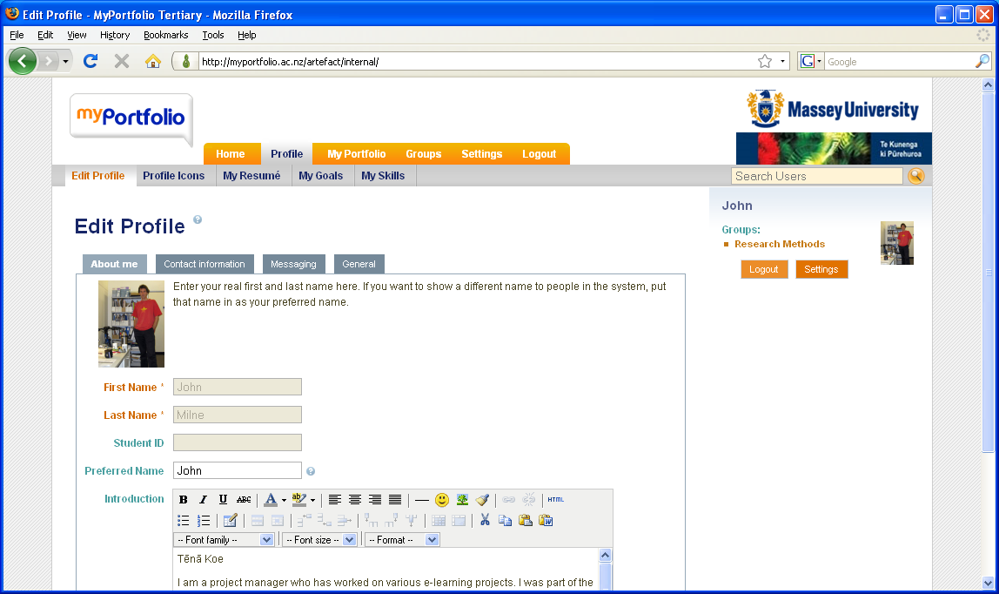 Edit Profile - MyPortfolio Tertiary - Mozilla Firefox
File Edit View History Bookmarks Tools Help
http://myportfolio.ac.nz/artefact/internal/
G Google
myPortfolio
Massey University
Te Kunenga
ki Pūrehuroa
Home Profile My Portfolio Groups Settings Logout
Edit Profile Profile Icons My Resumé My Goals My Skills
Search Users
John
Groups:
Research Methods
Logout Settings
Edit Profile ?
About me Contact information Messaging General
Enter your real first and last name here. If you want to show a different name to people in the system, put
that name in as your preferred name.
First Name * John
Last Name * Milne
Student ID
Preferred Name John ?
Introduction
B I U ABC A ab HTML
-- Font family -- -- Font size -- -- Format --
Tēnā Koe
I am a project manager who has worked on various e-learning projects. I was part of the